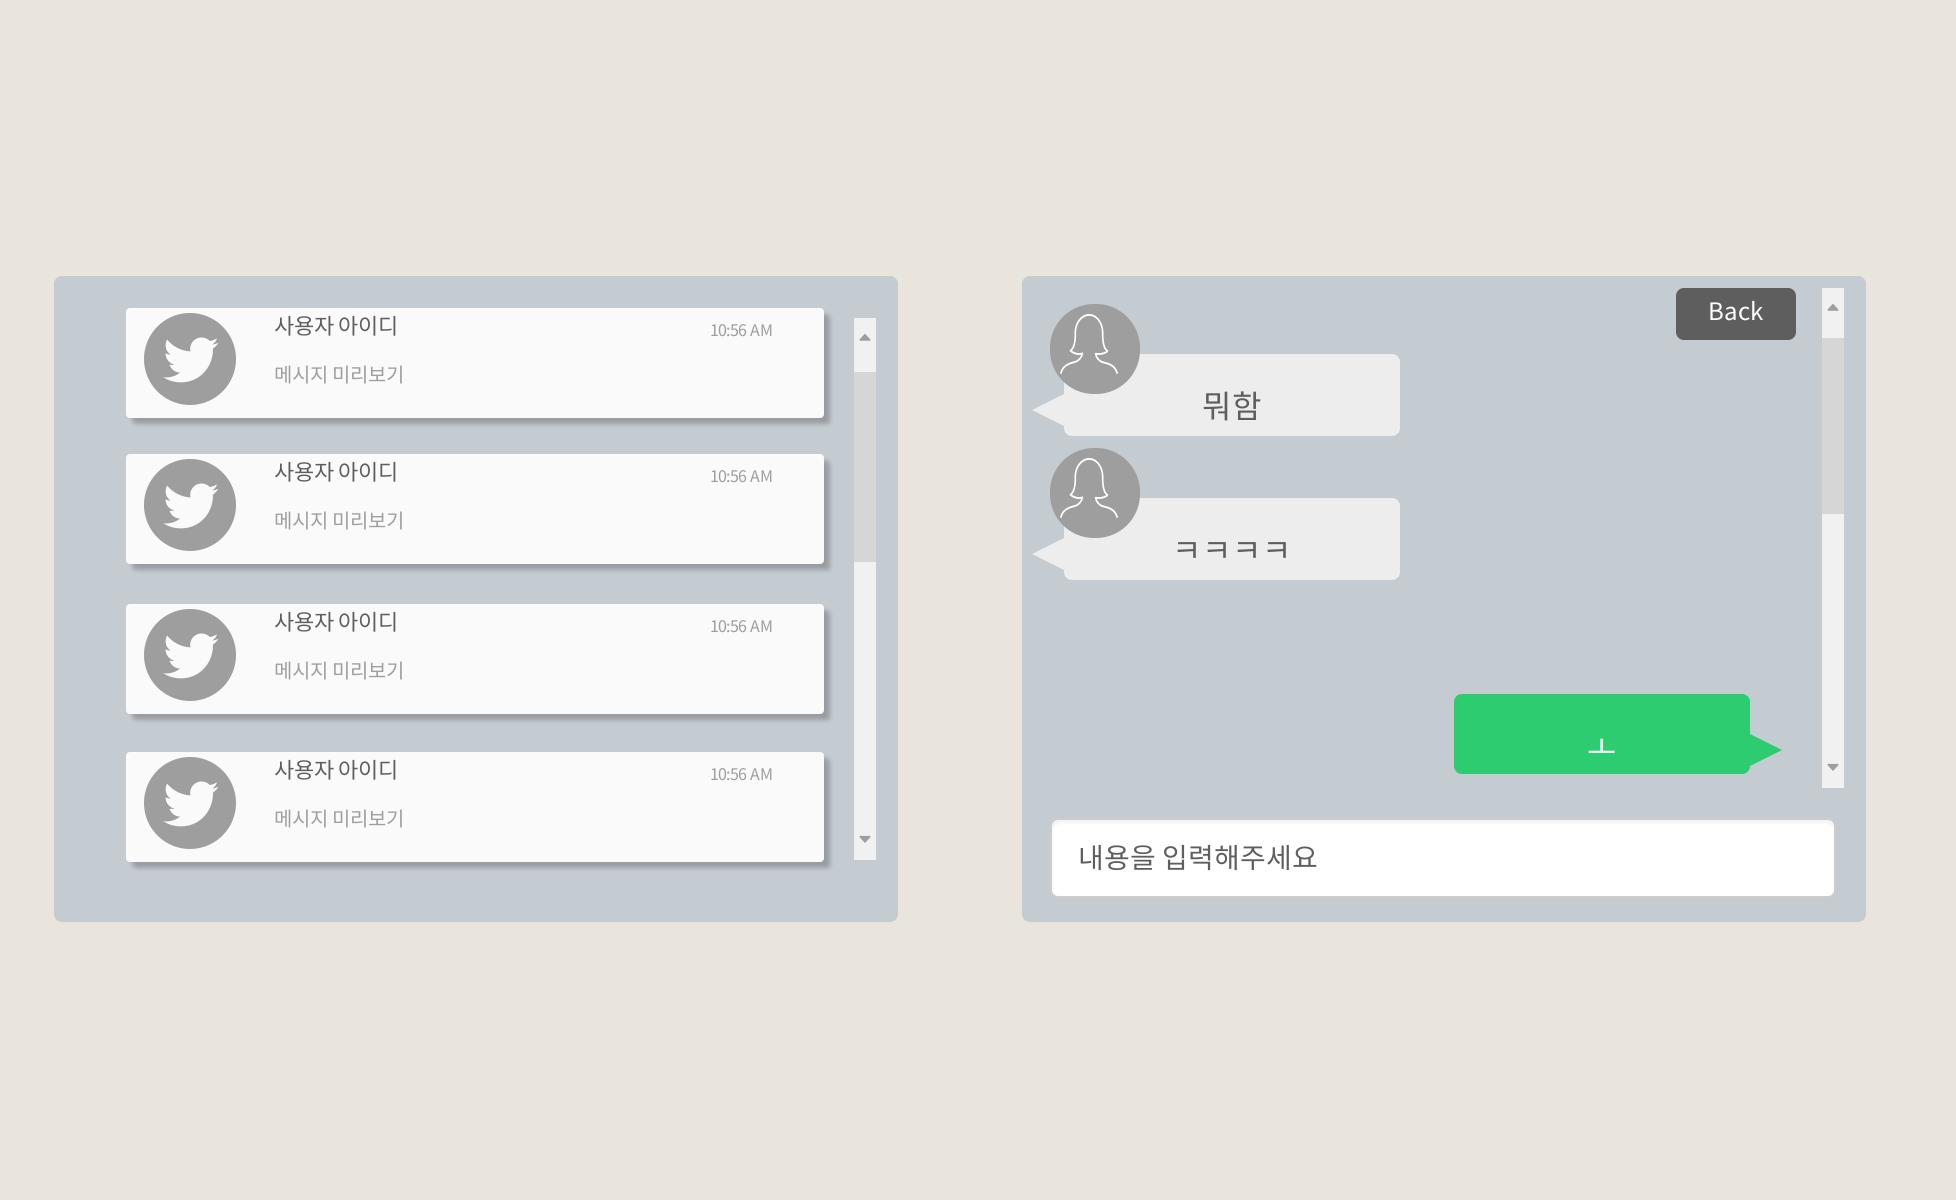 사용자 아이디
10:56 AM
메시지 미리보기
사용자 아이디
10:56 AM
메시지 미리보기
사용자 아이디
10:56 AM
메시지 미리보기
사용자 아이디
10:56 AM
메시지 미리보기
Back
뭐함
ㅋㅋㅋㅋ
ㅗ
내용을 입력해주세요